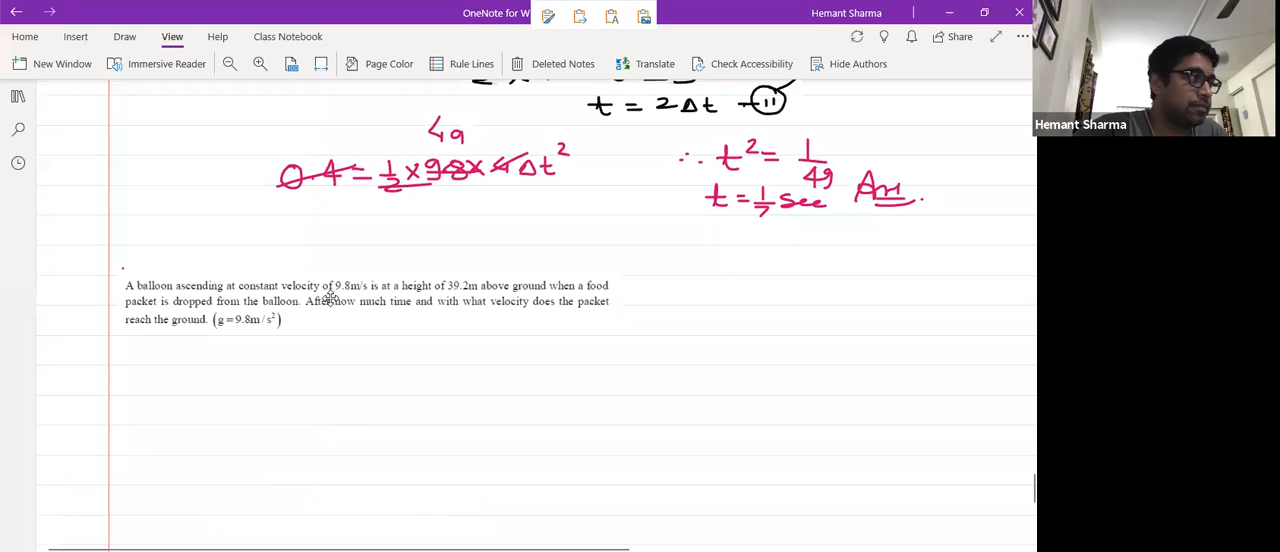 OneNote for W
Hemant Sharma
Home Insert Draw View Help Class Notebook
Share
New Window Immersive Reader Page Color Rule Lines Deleted Notes Translate Check Accessibility Hide Authors
t = 2Δt —11
49
0.4 = 1/2 × 9.8 × 4 Δt²
∴ t² = 1/49
t = 1/7 sec Ans.
A balloon ascending at constant velocity of 9.8m/s is at a height of 39.2m above ground when a food
packet is dropped from the balloon. After how much time and with what velocity does the packet
reach the ground. (g = 9.8m / s²)
Hemant Sharma